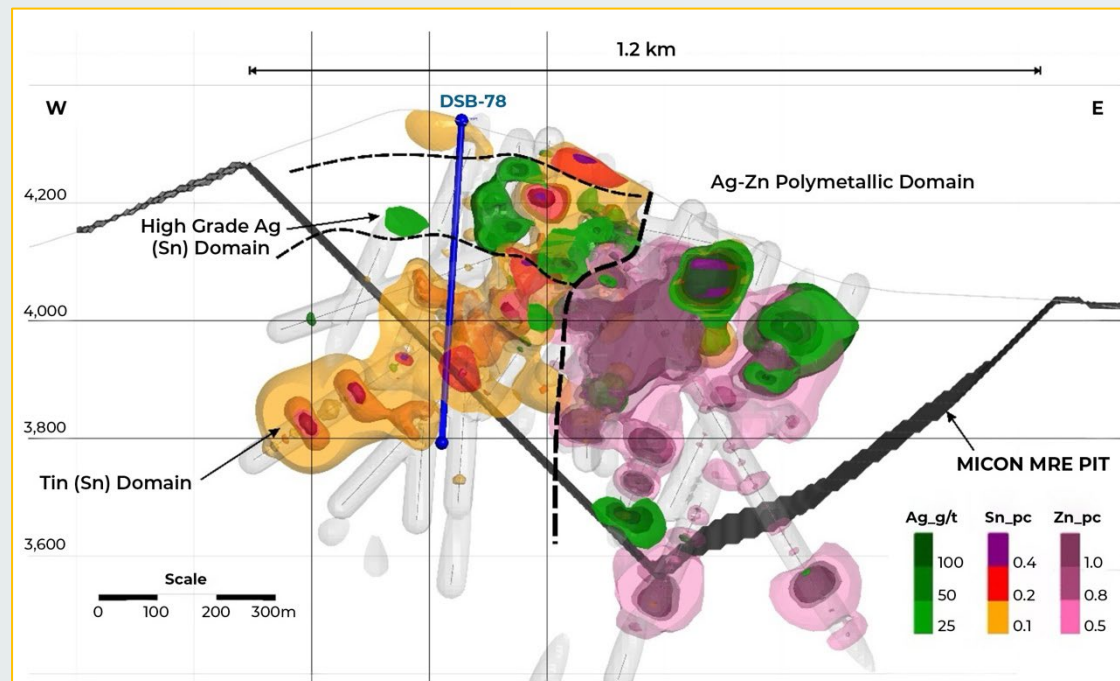 1.2 km
W
DSB-78
E
4,200
Ag-Zn Polymetallic Domain
High Grade Ag
(Sn) Domain
4,000
3,800
Tin (Sn) Domain
MICON MRE PIT
3,600
Scale
0 100 200 300m
Ag_g/t Sn_pc Zn_pc
100 0.4 1.0
50 0.2 0.8
25 0.1 0.5